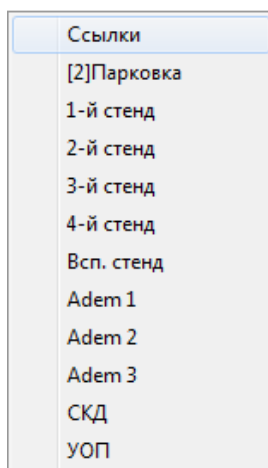 Ссылки
[2]Парковка
1-й стенд
2-й стенд
3-й стенд
4-й стенд
Всп. стенд
Adem 1
Adem 2
Adem 3
СКД
УОП